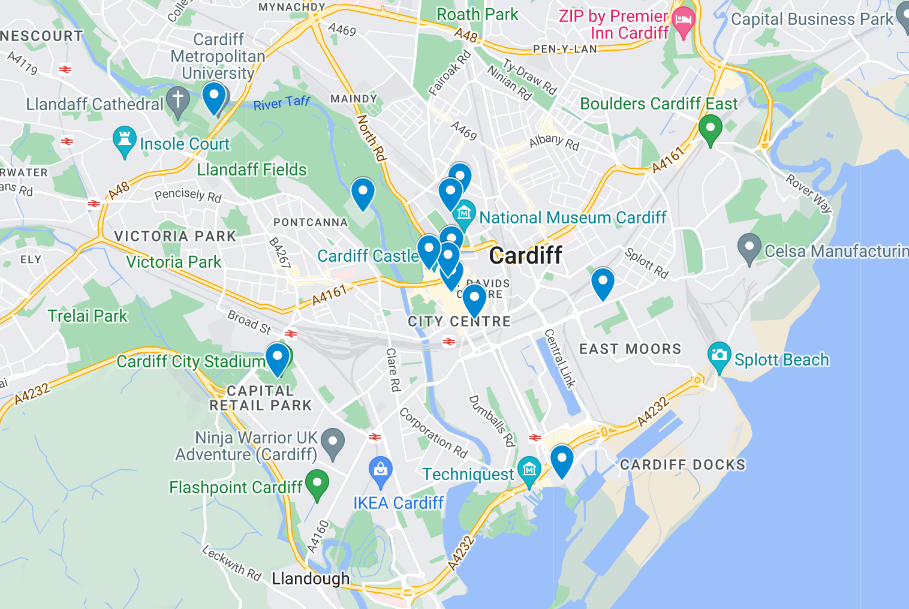 MYNACHDY
Roath Park
ZIP by Premier
Inn Cardiff
Capital Business Park
NESCOURT
A469
A48
PEN-Y-LAN
Cardiff
Metropolitan
University
A4119
Fairoak Rd
Ty-Draw Rd
Ninian Rd
Llandaff Cathedral
River Taff
MAINDY
Boulders Cardiff East
North Rd
A469
Albany Rd
Insole Court
A4161
Llandaff Fields
RWATER
A48
Pencisely Rd
Rover Way
PONTCANNA
National Museum Cardiff
VICTORIA PARK
B4267
Cardiff Castle
Cardiff
Celsa Manufacturin
ELY
Victoria Park
Splott Rd
A4161
CITY CENTRE
Trelai Park
Broad St
Central Link
EAST MOORS
Cardiff City Stadium
Clare Rd
Splott Beach
A4232
CAPITAL
RETAIL PARK
A4232
Dumballs Rd
Corporation Rd
Ninja Warrior UK
Adventure (Cardiff)
CARDIFF DOCKS
Techniquest
Flashpoint Cardiff
IKEA Cardiff
A4160
A4232
Leckwith Rd
Llandough